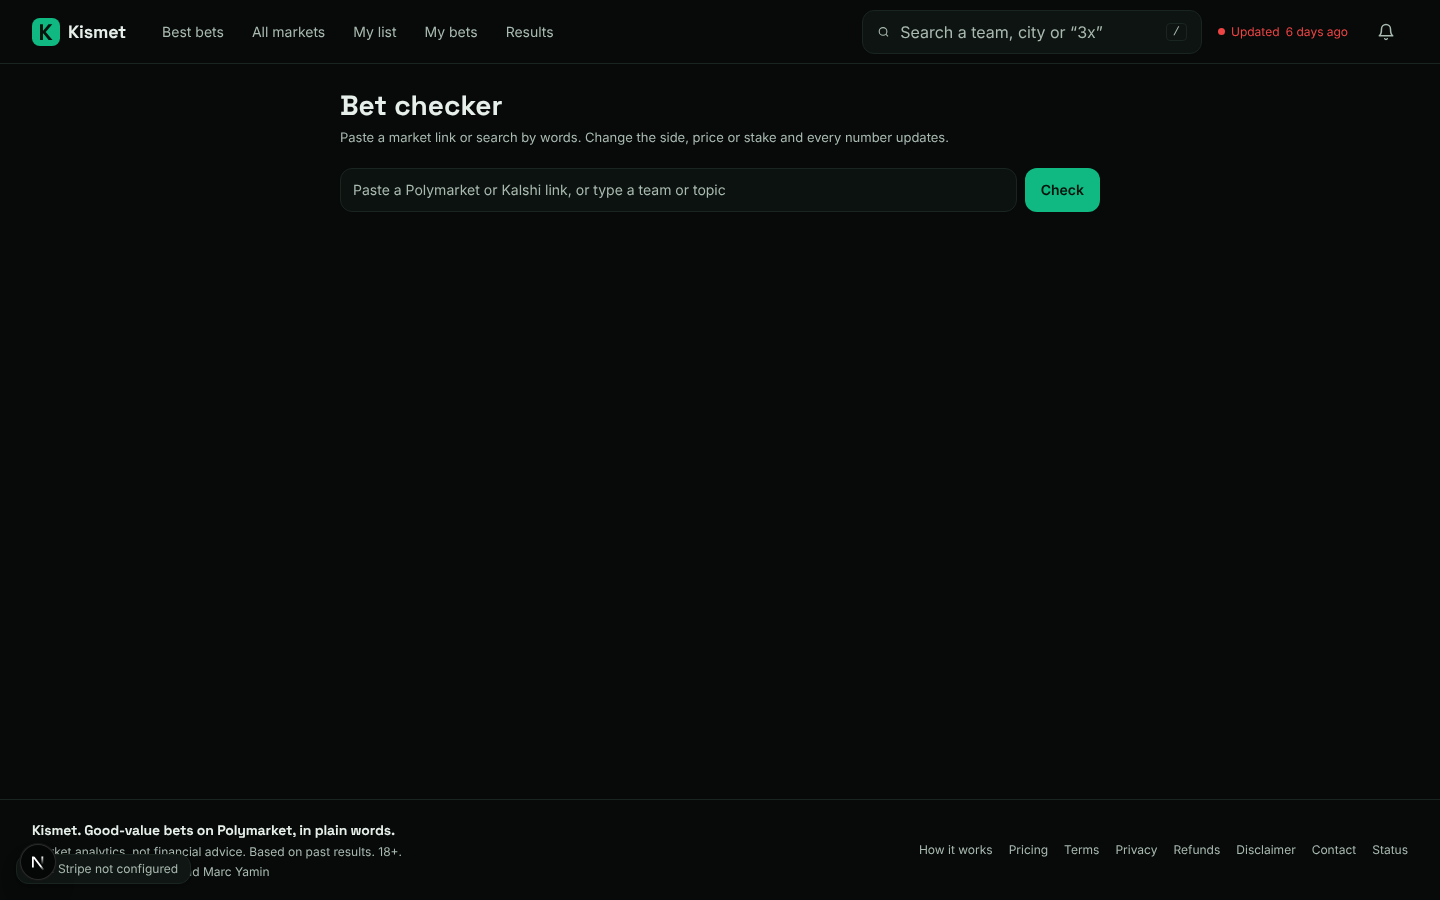 K Kismet
Best bets All markets My list My bets Results
Search a team, city or “3x” /
Updated 6 days ago
Bet checker
Paste a market link or search by words. Change the side, price or stake and every number updates.
Paste a Polymarket or Kalshi link, or type a team or topic
Check
Kismet. Good-value bets on Polymarket, in plain words.
analytics, not financial advice. Based on past results. 18+.
Marc Yamin
N Stripe not configured
How it works Pricing Terms Privacy Refunds Disclaimer Contact Status